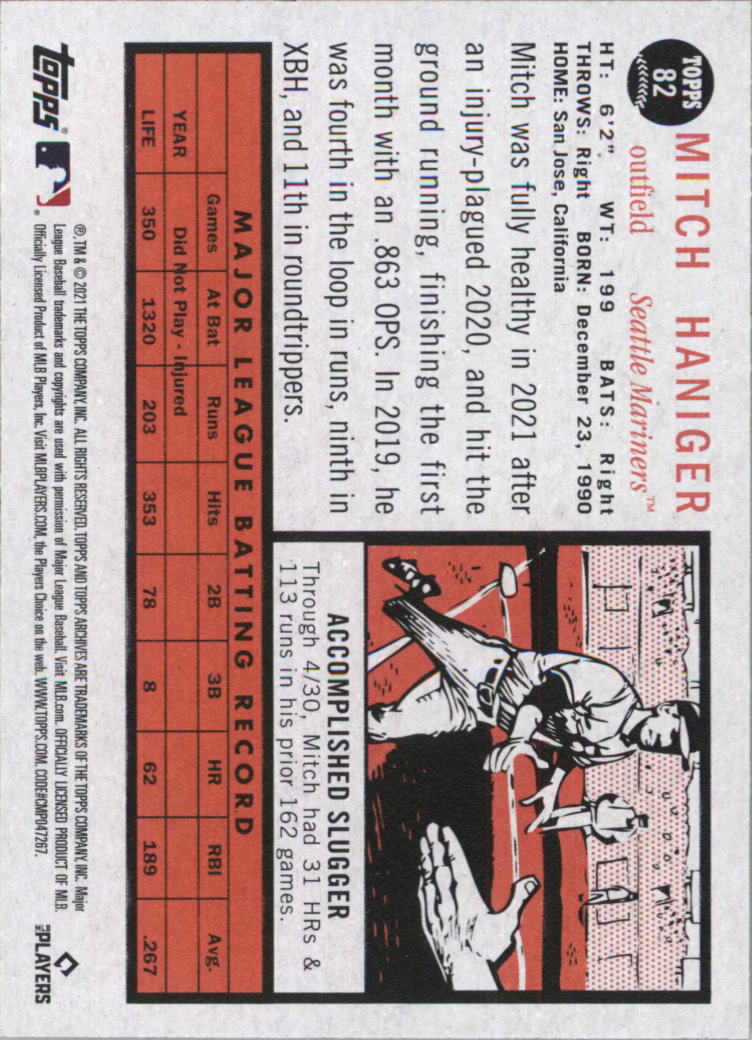 TOPPS
82
MITCH HANIGER
outfield Seattle Mariners™
HT: 6'2" WT: 199 BATS: Right
THROWS: Right BORN: December 23, 1990
HOME: San Jose, California
Mitch was fully healthy in 2021 after
an injury-plagued 2020, and hit the
ground running, finishing the first
month with an .863 OPS. In 2019, he
was fourth in the loop in runs, ninth in
XBH, and 11th in roundtrippers.
ACCOMPLISHED SLUGGER
Through 4/30, Mitch had 31 HRs &
113 runs in his prior 162 games.
MAJOR LEAGUE BATTING RECORD
Games At Bat Runs Hits 2B 3B HR RBI Avg.
YEAR Did Not Play - Injured
LIFE 350 1320 203 353 78 8 62 189 .267
topps®
®, TM & © 2021 THE TOPPS COMPANY, INC. ALL RIGHTS RESERVED. TOPPS AND TOPPS ARCHIVES ARE TRADEMARKS OF THE TOPPS COMPANY, INC. Major
League Baseball trademarks and copyrights are used with permission of Major League Baseball. Visit MLB.com. OFFICIALLY LICENSED PRODUCT OF MLB
Officially Licensed Product of MLB Players, Inc. Visit MLBPLAYERS.COM, the Players Choice on the web. WWW.TOPPS.COM. CODE#CMP047267.
MLB PLAYERS